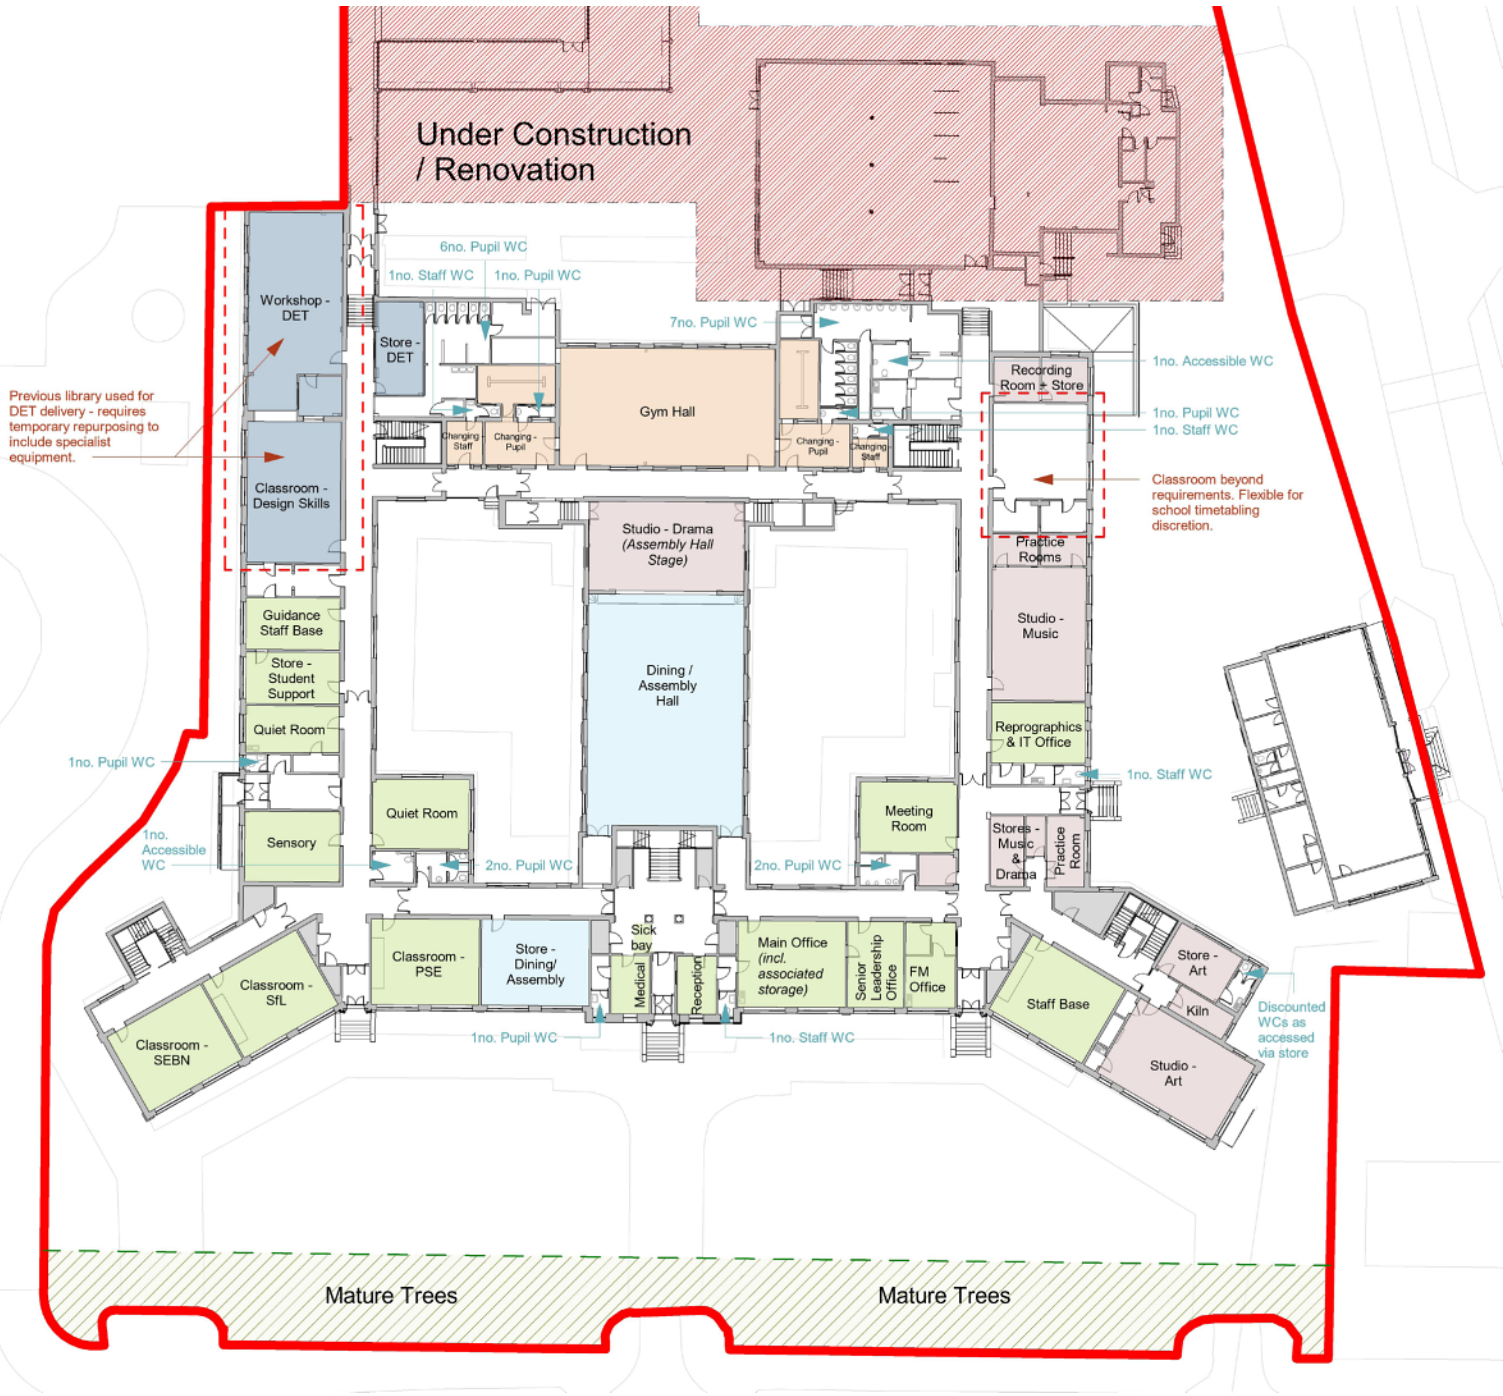 Under Construction
/ Renovation
6no. Pupil WC
1no. Staff WC
1no. Pupil WC
7no. Pupil WC
1no. Accessible WC
1no. Pupil WC
1no. Staff WC
Workshop -
DET
Store -
DET
Gym Hall
Recording
Room + Store
Previous library used for
DET delivery - requires
temporary repurposing to
include specialist
equipment.
Changing -
Staff
Changing -
Pupil
Changing -
Pupil
Changing -
Staff
Classroom -
Design Skills
Classroom beyond
requirements. Flexible for
school timetabling
discretion.
Studio - Drama
(Assembly Hall
Stage)
Practice
Rooms
Guidance
Staff Base
Studio -
Music
Store -
Student
Support
Dining /
Assembly
Hall
Quiet Room
Reprographics
& IT Office
1no. Pupil WC
1no. Staff WC
Quiet Room
Meeting
Room
Sensory
1no.
Accessible
WC
2no. Pupil WC
2no. Pupil WC
Stores -
Music
&
Drama
Practice
Room
Classroom -
PSE
Store -
Dining/
Assembly
Sick
bay
Medical
Reception
Main Office
(incl.
associated
storage)
Senior
Leadership
Office
FM
Office
Classroom -
SfL
Classroom -
SEBN
Staff Base
Store -
Art
Kiln
Studio -
Art
Discounted
WCs as
accessed
via store
1no. Pupil WC
1no. Staff WC
Mature Trees
Mature Trees